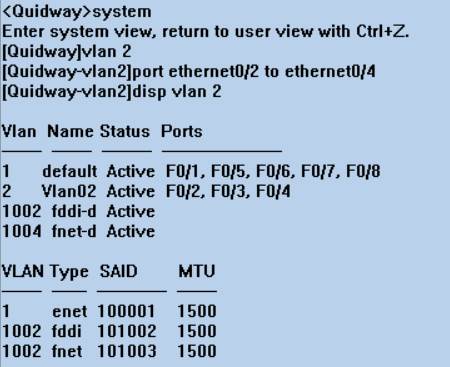 <Quidway>system
Enter system view, return to user view with Ctrl+Z.
[Quidway]vlan 2
[Quidway-vlan2]port ethernet0/2 to ethernet0/4
[Quidway-vlan2]disp vlan 2
Vlan Name Status Ports
1 default Active F0/1, F0/5, F0/6, F0/7, F0/8
2 Vlan02 Active F0/2, F0/3, F0/4
1002 fddi-d Active
1004 fnet-d Active
VLAN Type SAID MTU
1 enet 100001 1500
1002 fddi 101002 1500
1002 fnet 101003 1500